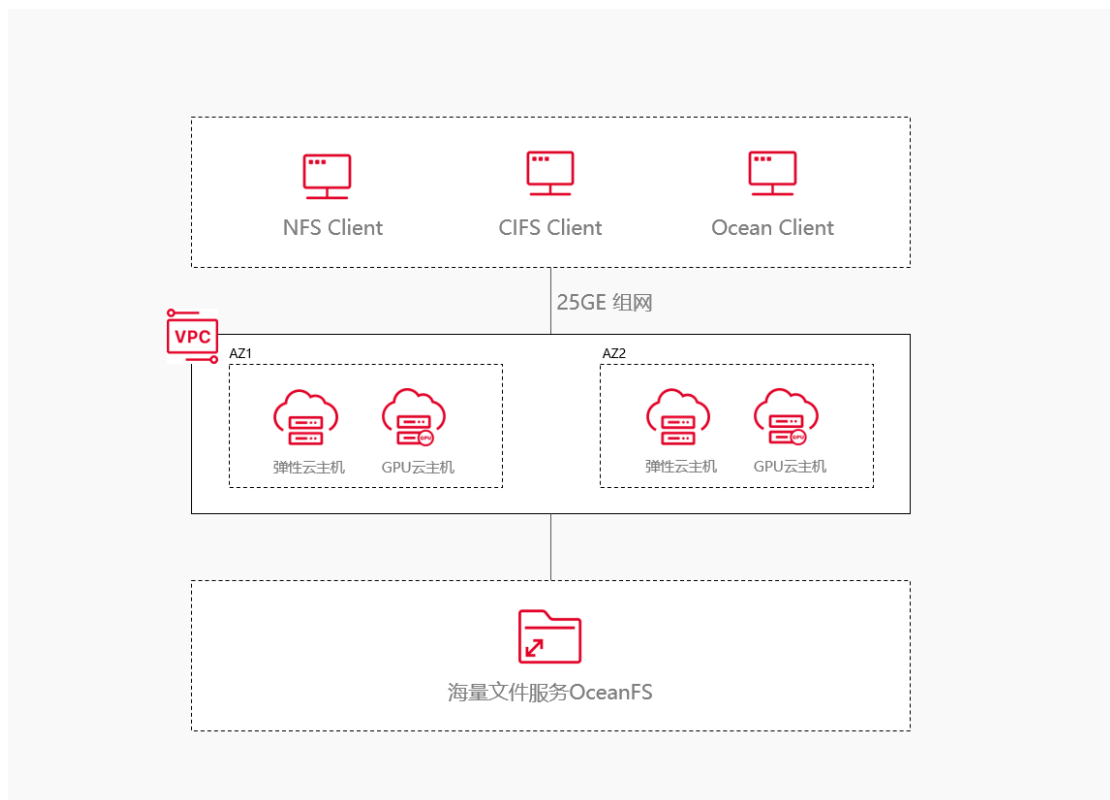 NFS Client
CIFS Client
Ocean Client
25GE 组网
VPC
AZ1
AZ2
弹性云主机
GPU
GPU云主机
弹性云主机
GPU
GPU云主机
海量文件服务OceanFS